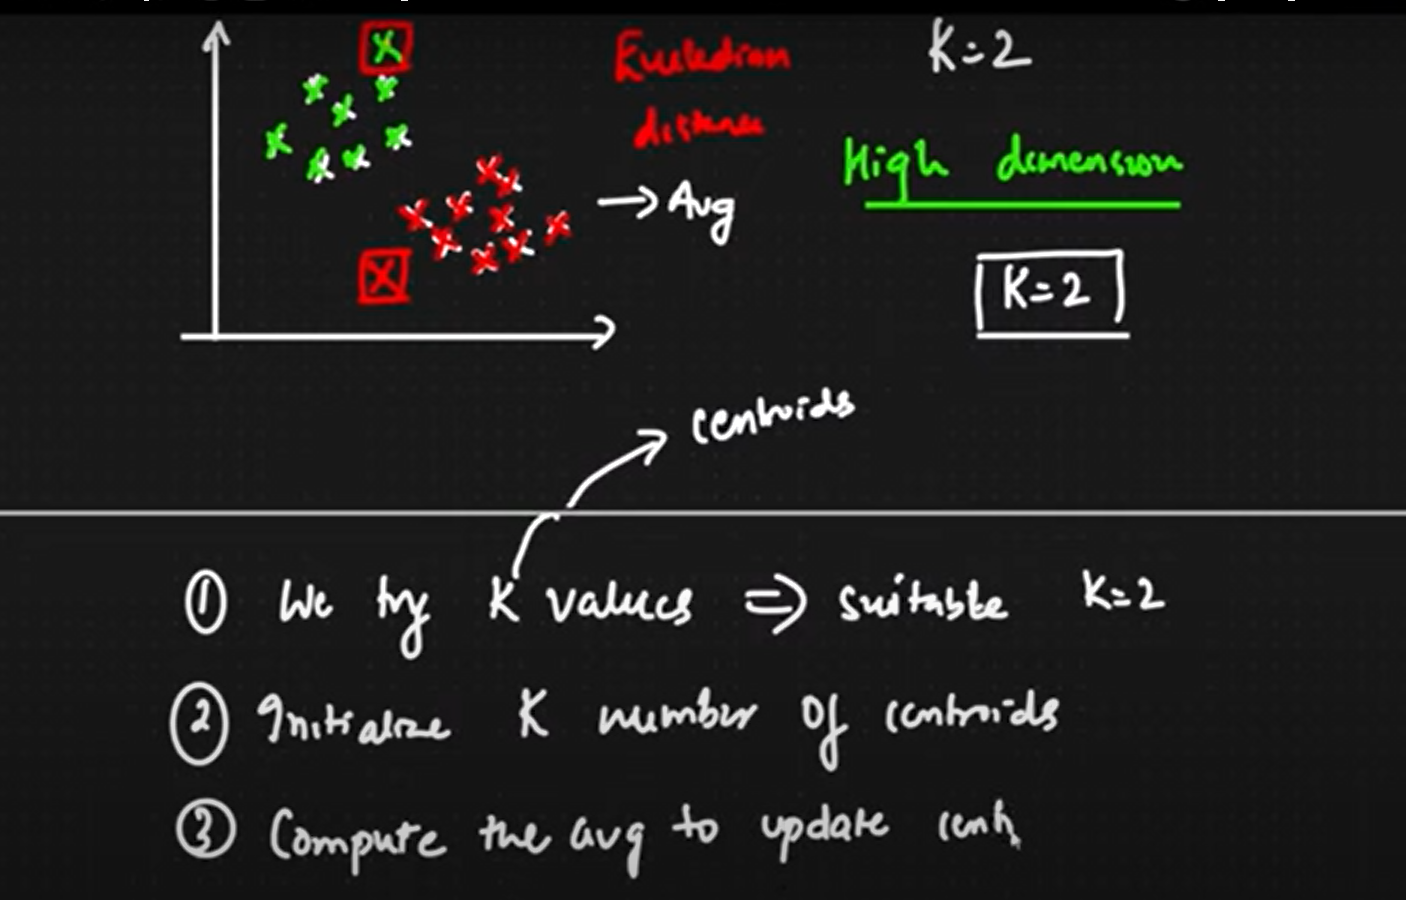 Eucledian K=2
distance
High dimension
→ Avg
K=2
centroids
① We try K values ⇒ suitable K=2
② Initialize K number of centroids
③ Compute the avg to update cent